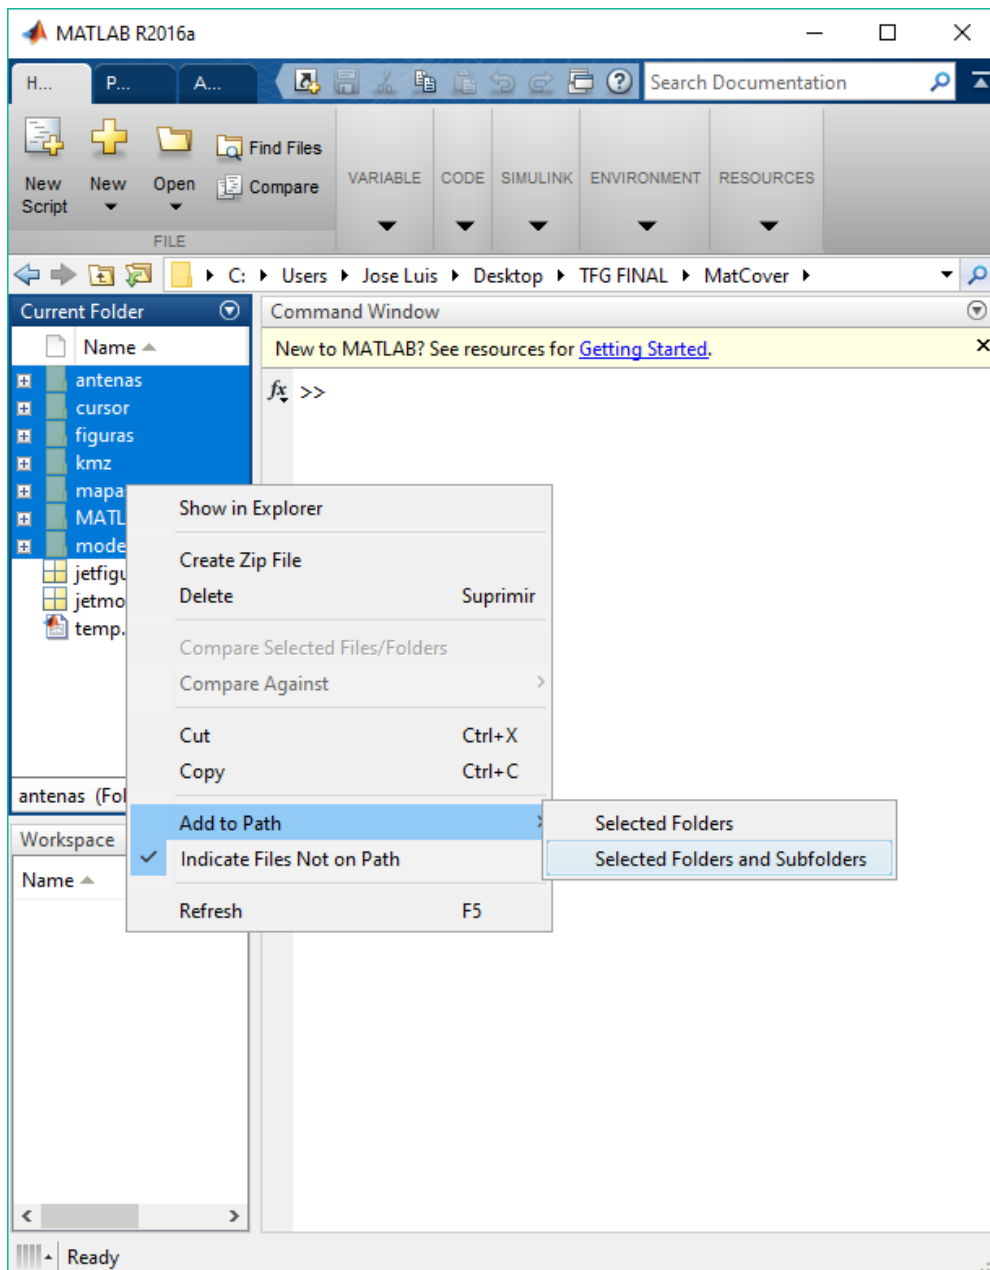 MATLAB R2016a
H... P... A... Search Documentation
New Script New Open Find Files Compare VARIABLE CODE SIMULINK ENVIRONMENT RESOURCES
FILE
C: Users Jose Luis Desktop TFG FINAL MatCover
Current Folder Command Window
Name New to MATLAB? See resources for Getting Started.
antenas fx >>
cursor
figuras
kmz
mapa
MATL
mode
jetfigu
jetmo
temp.
antenas (Fol
Show in Explorer
Create Zip File
Delete Suprimir
Compare Selected Files/Folders
Compare Against
Cut Ctrl+X
Copy Ctrl+C
Add to Path
Indicate Files Not on Path
Refresh F5
Selected Folders
Selected Folders and Subfolders
Workspace
Name
Ready